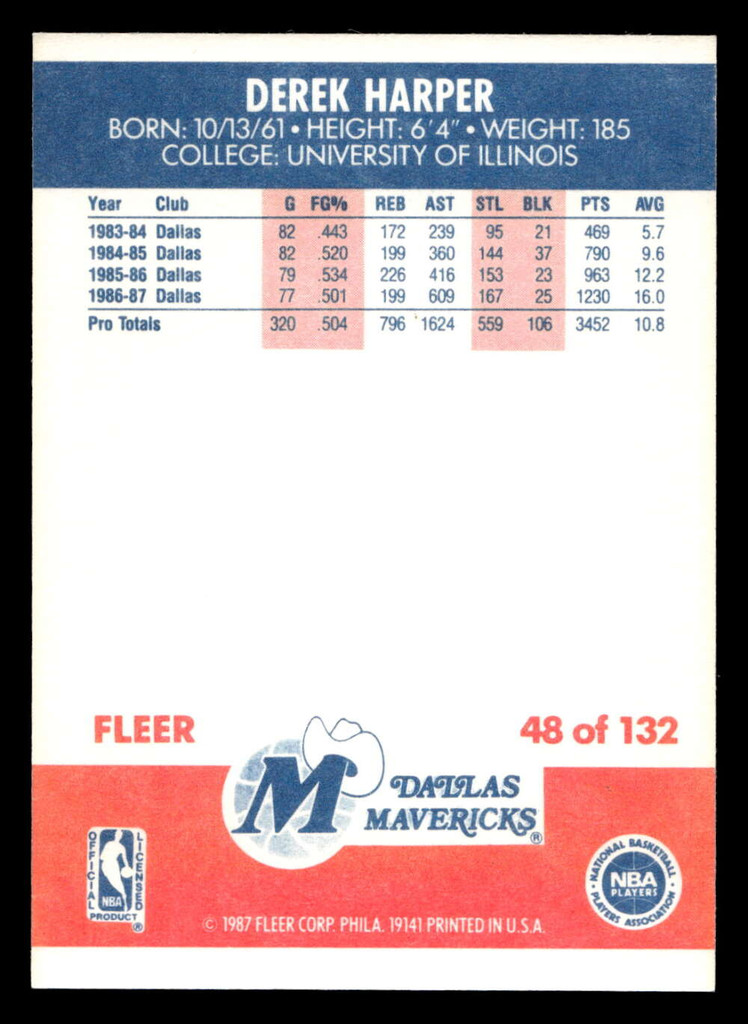 DEREK HARPER
BORN: 10/13/61 • HEIGHT: 6'4" • WEIGHT: 185
COLLEGE: UNIVERSITY OF ILLINOIS
Year Club G FG% REB AST STL BLK PTS AVG
1983-84 Dallas 82 .443 172 239 95 21 469 5.7
1984-85 Dallas 82 .520 199 360 144 37 790 9.6
1985-86 Dallas 79 .534 226 416 153 23 963 12.2
1986-87 Dallas 77 .501 199 609 167 25 1230 16.0
Pro Totals 320 .504 796 1624 559 106 3452 10.8
FLEER 48 of 132
M DALLAS
MAVERICKS®
OFFICIAL LICENSED
NBA
PRODUCT ®
• NATIONAL BASKETBALL •
NBA
PLAYERS
PLAYERS ASSOCIATION
© 1987 FLEER CORP. PHILA. 19141 PRINTED IN U.S.A.